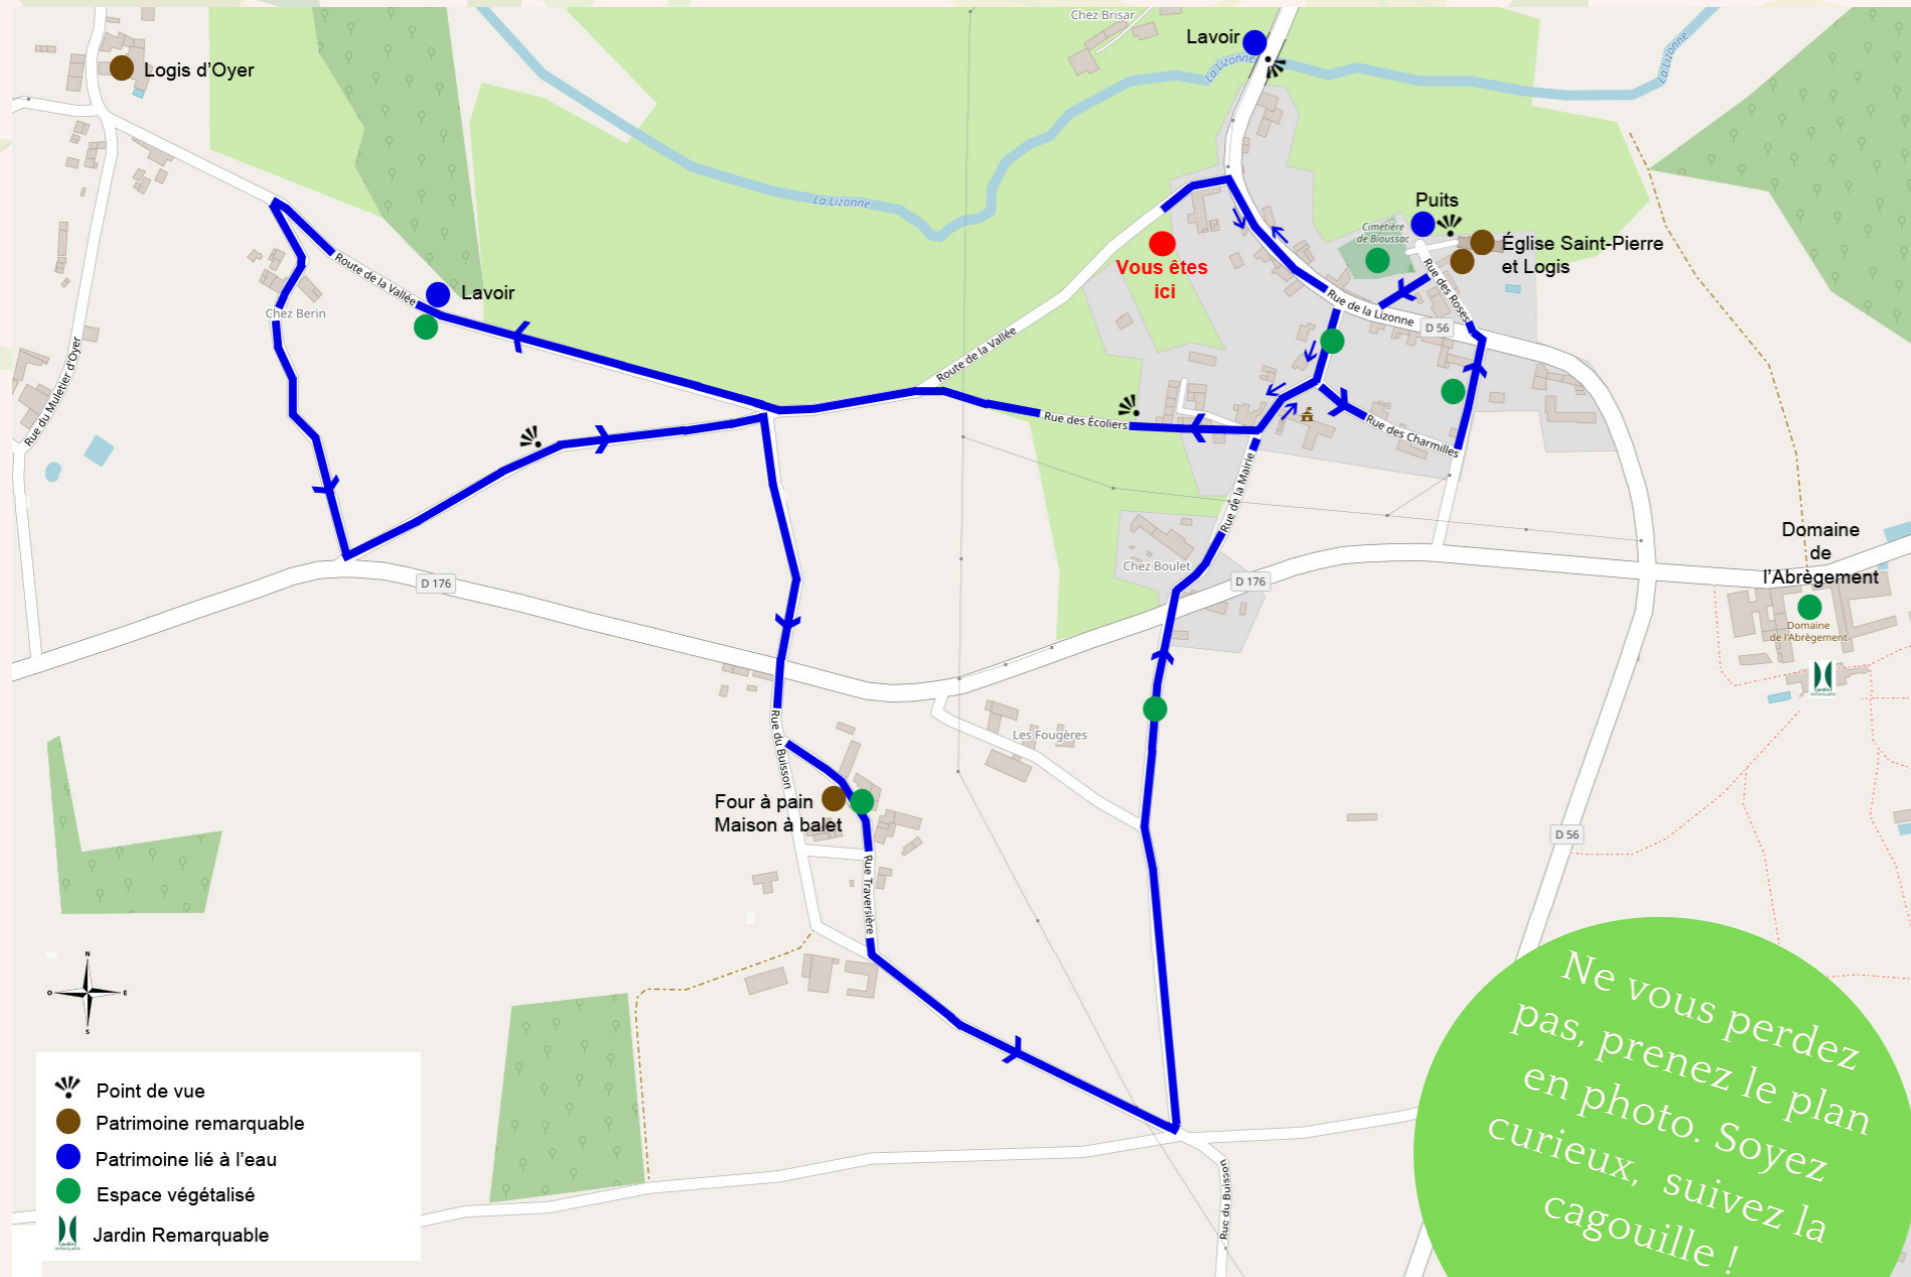 Chez Brisar
Lavoir
La Lizonne
La Lizonne
Logis d'Oyer
La Lizonne
Puits
Cimetière
de Bioussac
Église Saint-Pierre
et Logis
Vous êtes
ici
Rue des Roses
Route de la Vallée
Lavoir
Chez Berin
Rue de la Lizonne
D 56
Route de la Vallée
Rue du Muletier d'Oyer
Rue des Écoliers
Rue des Charmilles
Rue de la Mairie
Domaine
de
l'Abrègement
Chez Boulet
D 176
D 176
Domaine
de l'Abrègement
Rue du Buisson
Les Fougères
Four à pain
Maison à balet
D 56
Rue Traversière
N
O
E
S
Ne vous perdez
pas, prenez le plan
en photo. Soyez
curieux, suivez la
cagouille !
Point de vue
Patrimoine remarquable
Patrimoine lié à l'eau
Espace végétalisé
Jardin Remarquable
Rue du Buisson